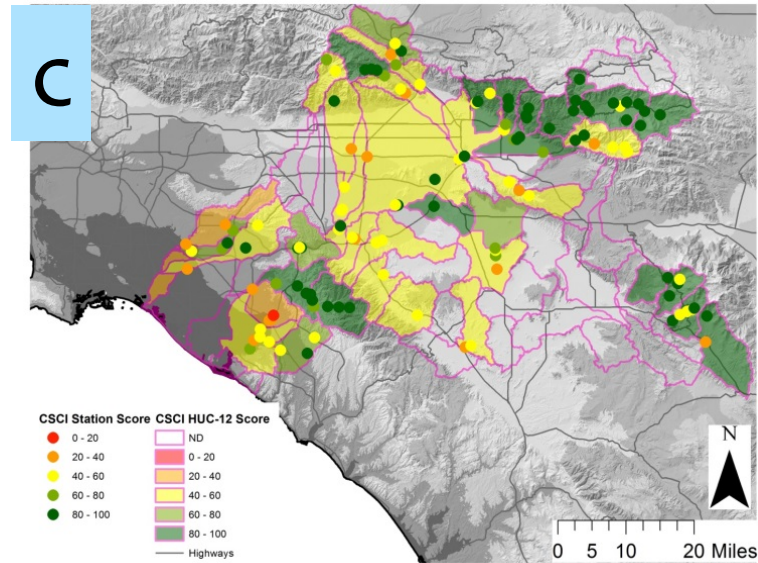 C
CSCI Station Score CSCI HUC-12 Score
0 - 20 ND
20 - 40 0 - 20
40 - 60 20 - 40
60 - 80 40 - 60
80 - 100 60 - 80
80 - 100
Highways
N
0 5 10 20 Miles